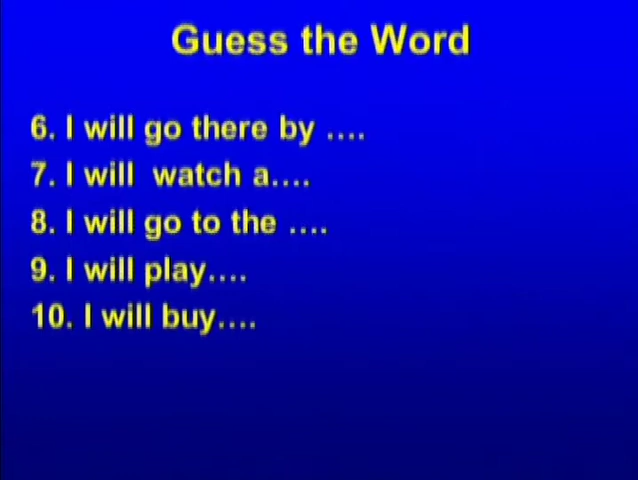 Guess the Word
6. I will go there by ....
7. I will  watch a....
8. I will go to the ....
9. I will play....
10. I will buy....